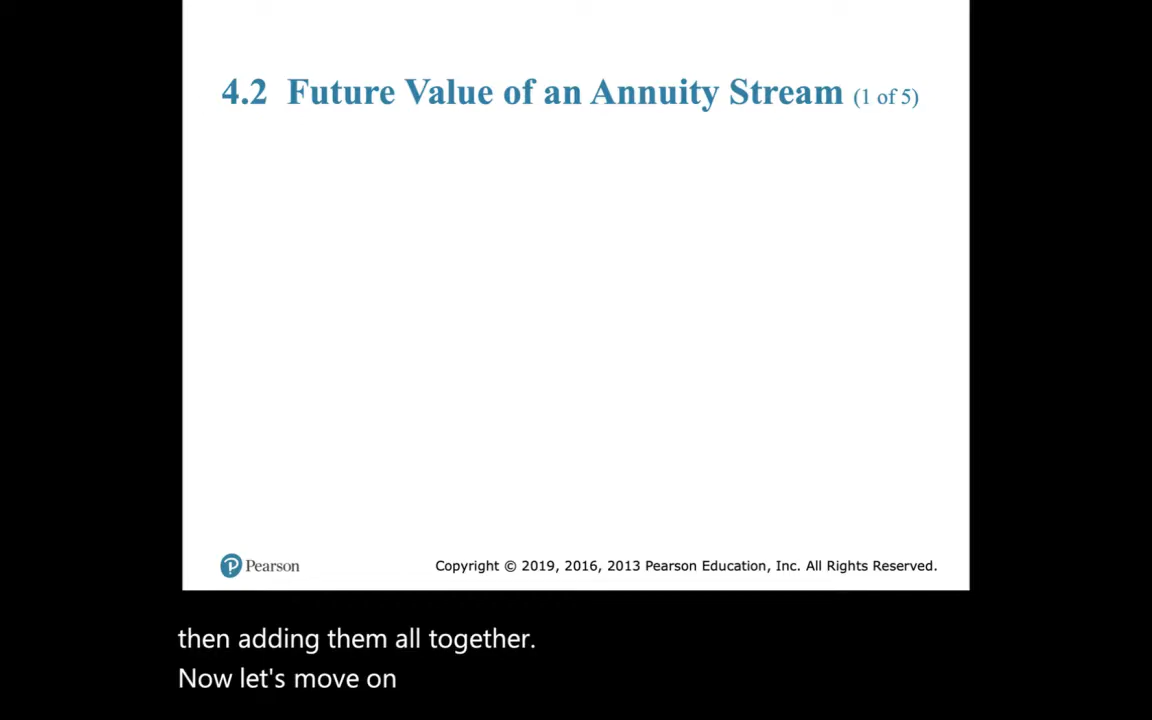 4.2 Future Value of an Annuity Stream (1 of 5)
Pearson
Copyright © 2019, 2016, 2013 Pearson Education, Inc. All Rights Reserved.
then adding them all together.
Now let's move on